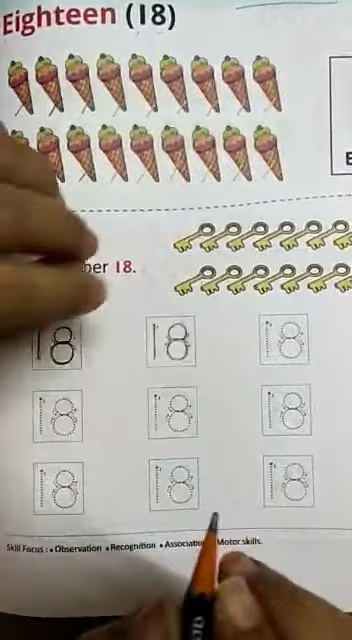 Eighteen (18)
ber 18.
18 18 18
18 18 18
18 18 18
Skill Focus : • Observation • Recognition • Association Motor skills.